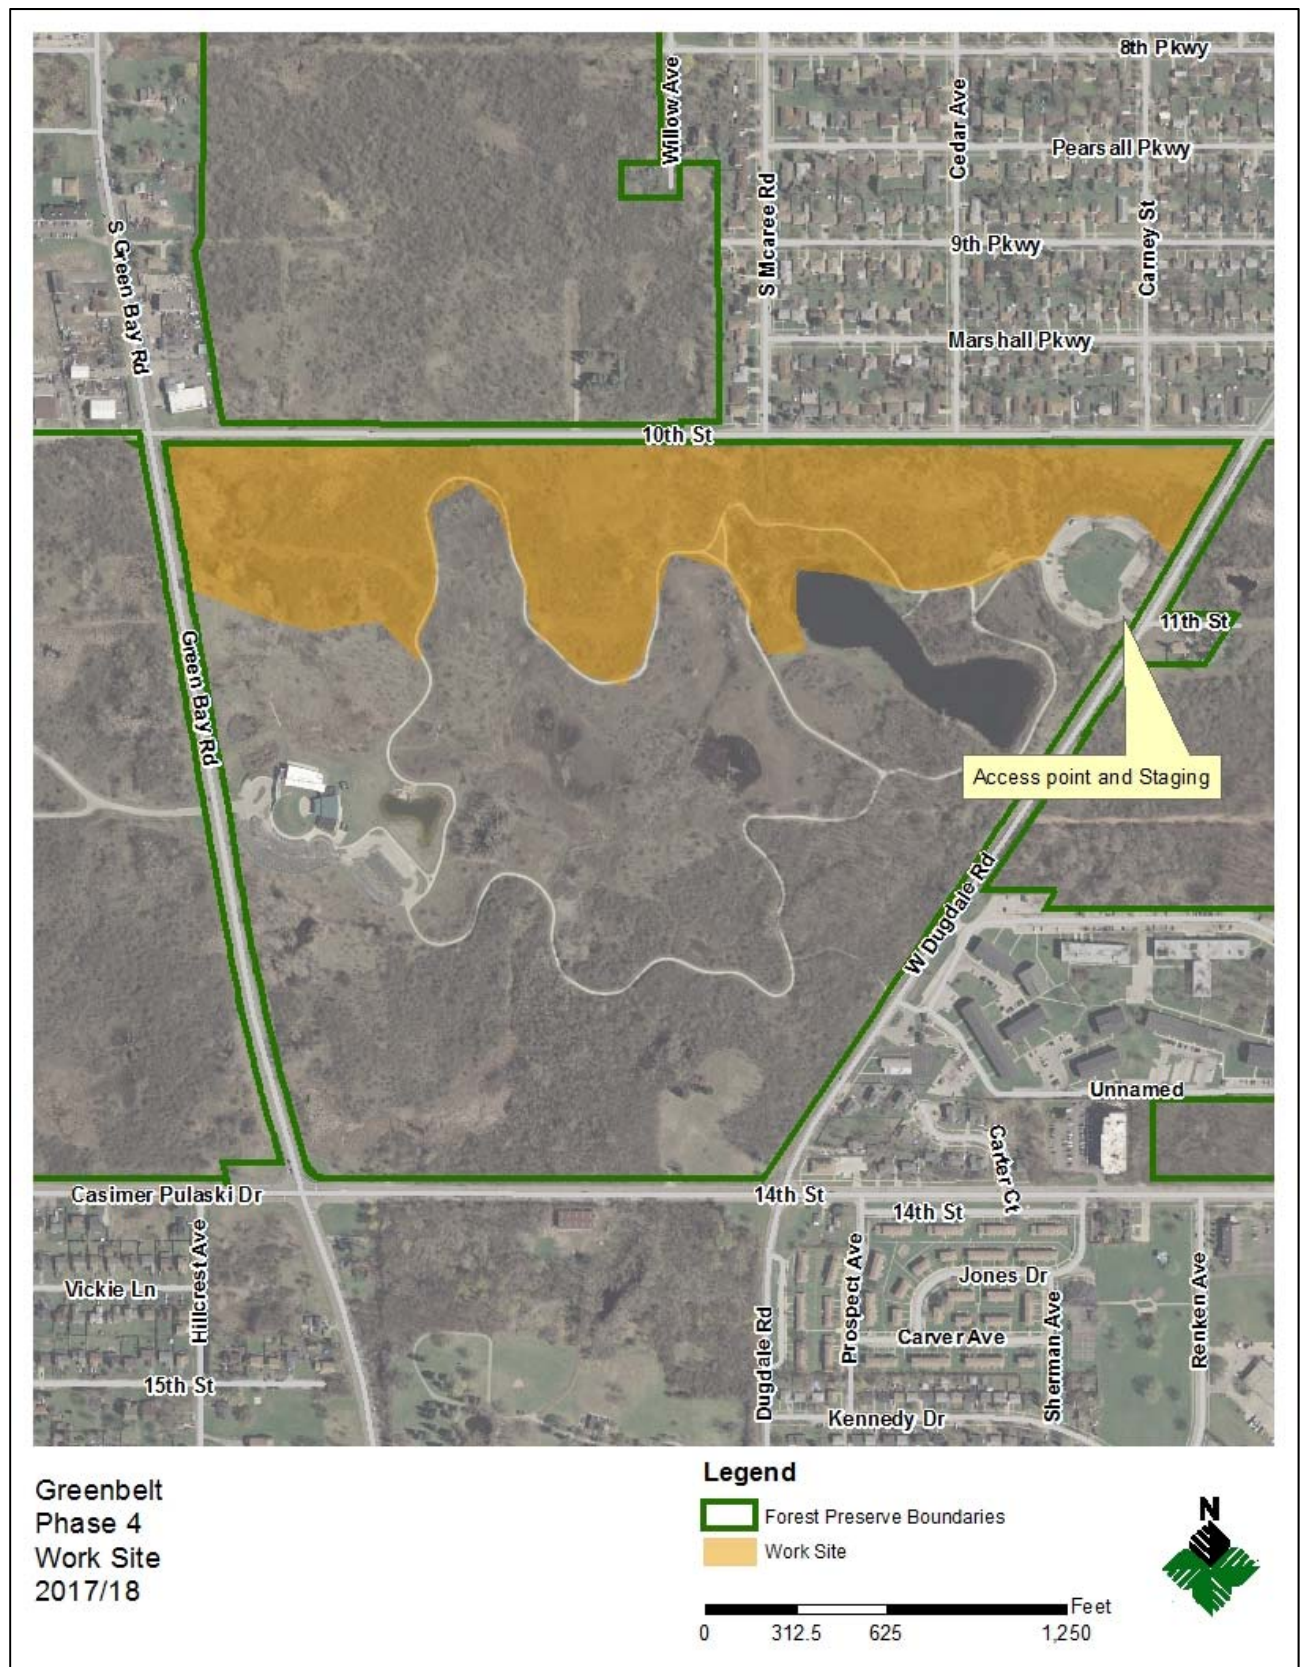 8th Pkwy
Willow Ave
Cedar Ave
Pearsall Pkwy
S Mcaree Rd
Carney St
S Green Bay Rd
9th Pkwy
Marshall Pkwy
10th St
11th St
Green Bay Rd
Access point and Staging
W Dugdale Rd
Unnamed
Carter Ct
Casimer Pulaski Dr
14th St
14th St
Hillcrest Ave
Vickie Ln
Prospect Ave
Jones Dr
Renken Ave
Dugdale Rd
Carver Ave
Sherman Ave
15th St
Kennedy Dr
Greenbelt
Phase 4
Work Site
2017/18
Legend
Forest Preserve Boundaries
Work Site
Feet
0 312.5 625 1,250
N